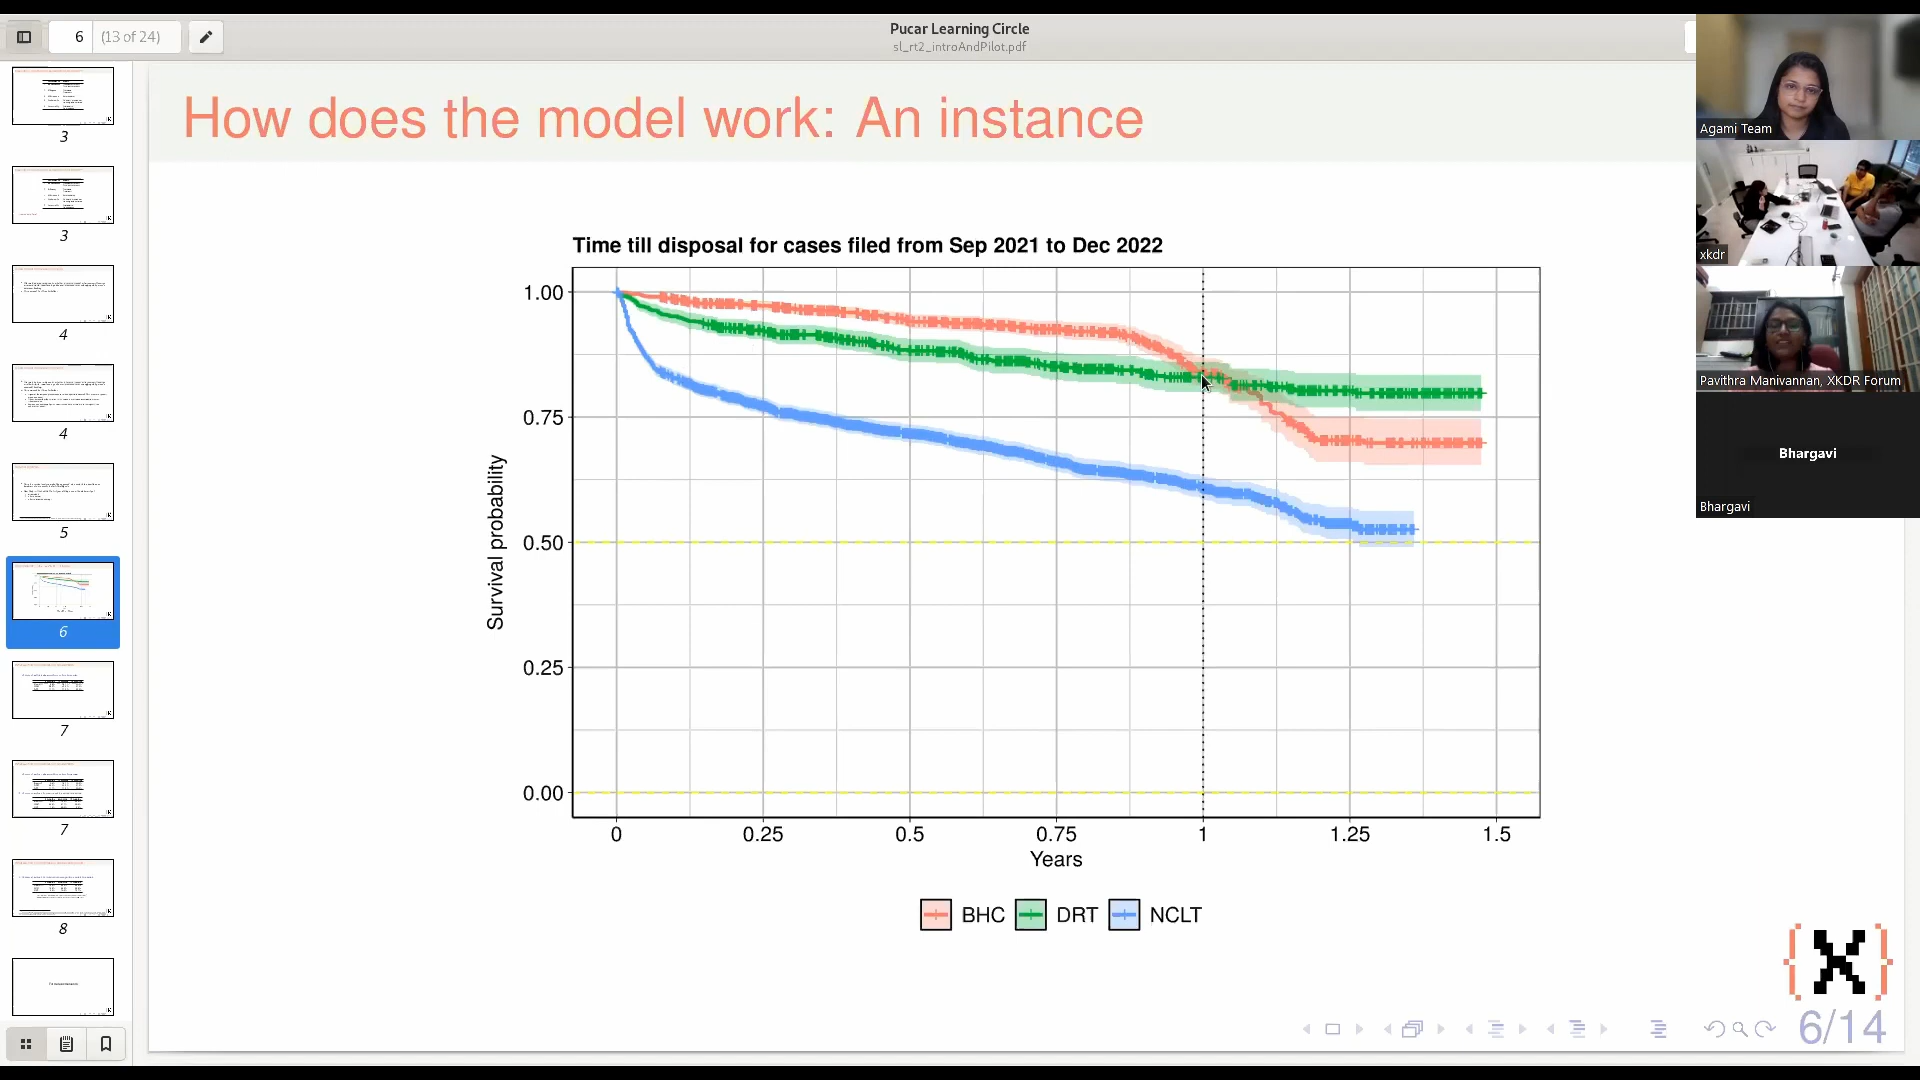 6 (13 of 24)
Pucar Learning Circle
sl_rt2_introAndPilot.pdf
3
3
4
4
5
6
7
7
8
How does the model work: An instance
Time till disposal for cases filed from Sep 2021 to Dec 2022
Survival probability
1.00
0.75
0.50
0.25
0.00
0 0.25 0.5 0.75 1 1.25 1.5
Years
BHC DRT NCLT
X
6/14
Agami Team
xkdr
Pavithra Manivannan, XKDR Forum
Bhargavi
Bhargavi